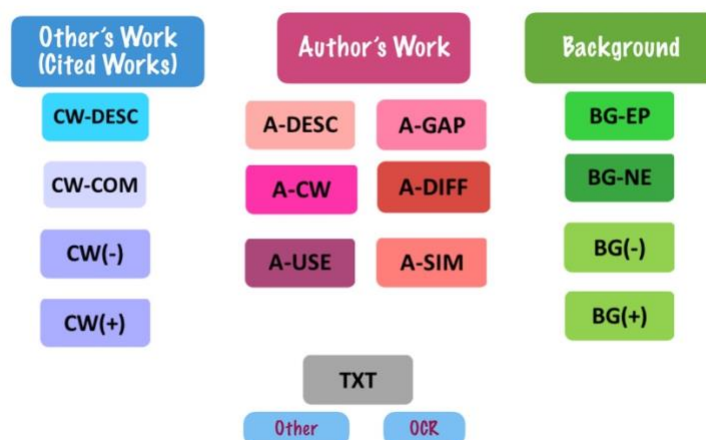 Other's Work
(Cited Works)
Author's Work
Background
CW-DESC
CW-COM
CW(-)
CW(+)
A-DESC
A-GAP
A-CW
A-DIFF
A-USE
A-SIM
BG-EP
BG-NE
BG(-)
BG(+)
TXT
Other
OCR